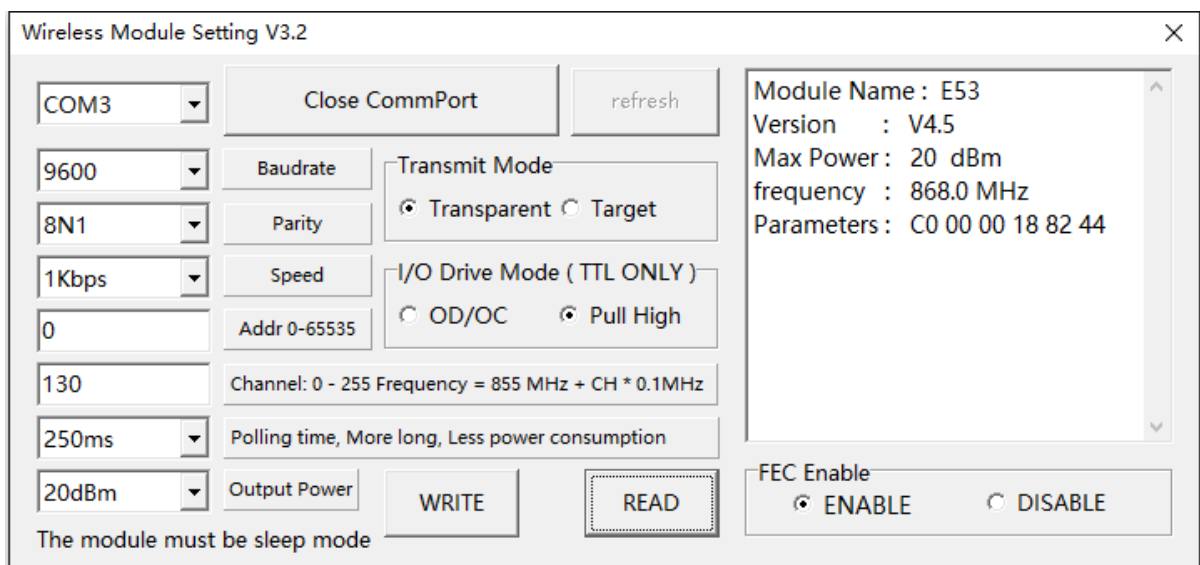 Wireless Module Setting V3.2
COM3
Close CommPort
refresh
9600
Baudrate
8N1
Parity
1Kbps
Speed
0
Addr 0-65535
Transmit Mode
Transparent
Target
I/O Drive Mode ( TTL ONLY )
OD/OC
Pull High
130
Channel: 0 - 255 Frequency = 855 MHz + CH * 0.1MHz
250ms
Polling time, More long, Less power consumption
20dBm
Output Power
WRITE
READ
The module must be sleep mode
Module Name : E53
Version : V4.5
Max Power : 20 dBm
frequency : 868.0 MHz
Parameters : C0 00 00 18 82 44
FEC Enable
ENABLE
DISABLE